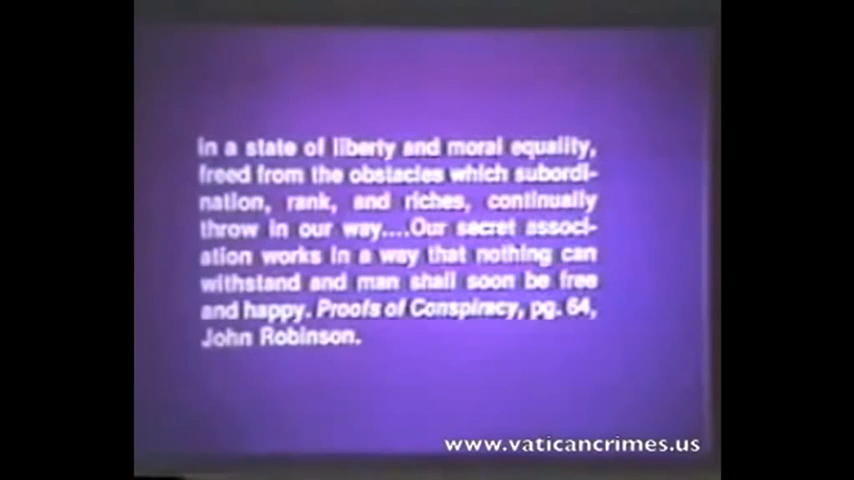 In a state of liberty and moral equality,
freed from the obstacles which subordi-
nation, rank, and riches, continually
throw in our way....Our secret associ-
ation works in a way that nothing can
withstand and man shall soon be free
and happy. Proofs of Conspiracy, pg. 64,
John Robinson.
www.vaticancrimes.us